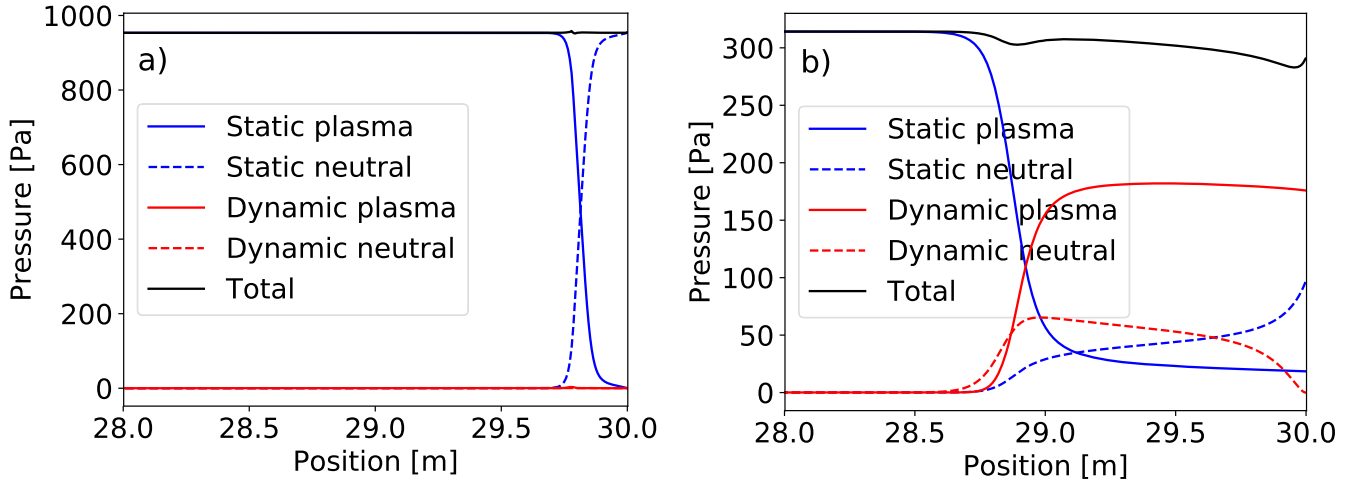 a)
Pressure [Pa]
1000
800
600
400
200
0
Static plasma
Static neutral
Dynamic plasma
Dynamic neutral
Total
28.0 28.5 29.0 29.5 30.0
Position [m]
b)
Pressure [Pa]
300
250
200
150
100
50
0
Static plasma
Static neutral
Dynamic plasma
Dynamic neutral
Total
28.0 28.5 29.0 29.5 30.0
Position [m]